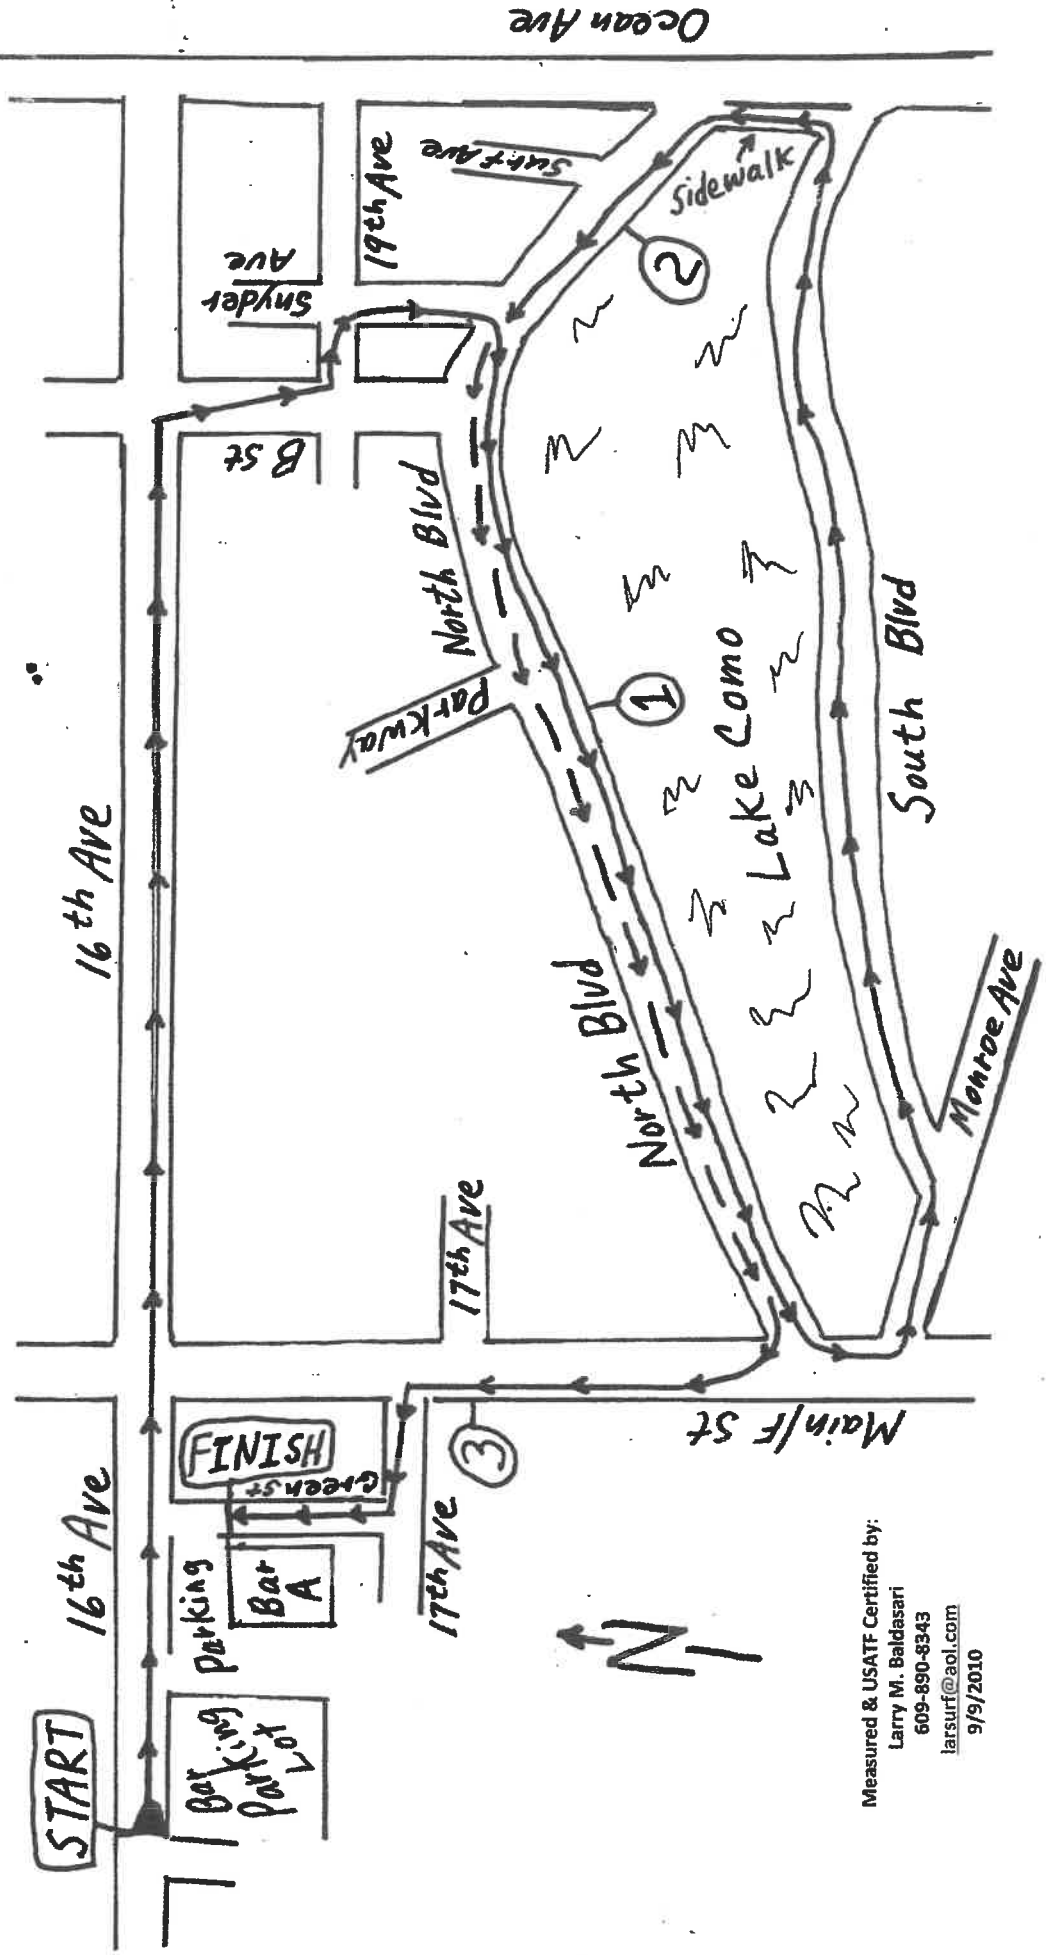 START
16th Ave
16th Ave
Bar
Parking
Lot
Parking
Bar
A
FINISH
Green St
17th Ave
17th Ave
3
Main/F St
B St
Snyder
Ave
19th Ave
Surf Ave
Ocean Ave
Sidewalk
2
North Blvd
Parkway
1
North Blvd
Lake Como
South Blvd
Monroe Ave
N
Measured & USATF Certified by:
Larry M. Baldasari
609-890-8343
larsurf@aol.com
9/9/2010